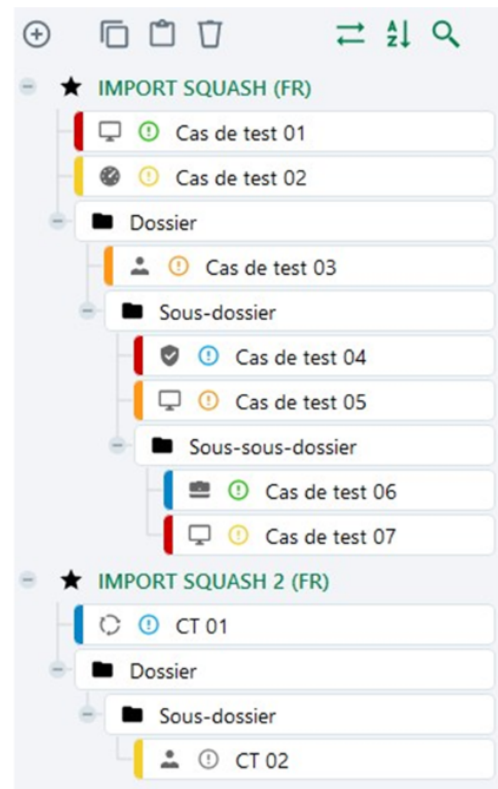 IMPORT SQUASH (FR)
Cas de test 01
Cas de test 02
Dossier
Cas de test 03
Sous-dossier
Cas de test 04
Cas de test 05
Sous-sous-dossier
Cas de test 06
Cas de test 07
IMPORT SQUASH 2 (FR)
CT 01
Dossier
Sous-dossier
CT 02